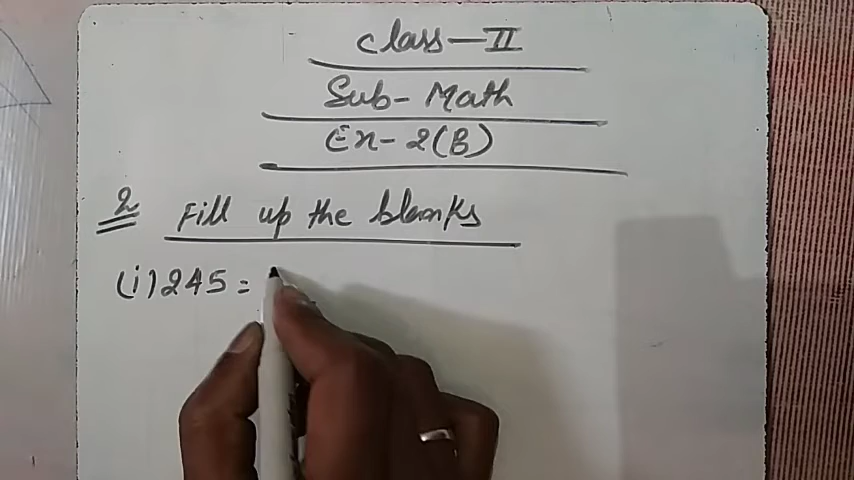 Class-II
Sub- Math
Ex- 2(B)
2 Fill up the blanks
(i) 245 =